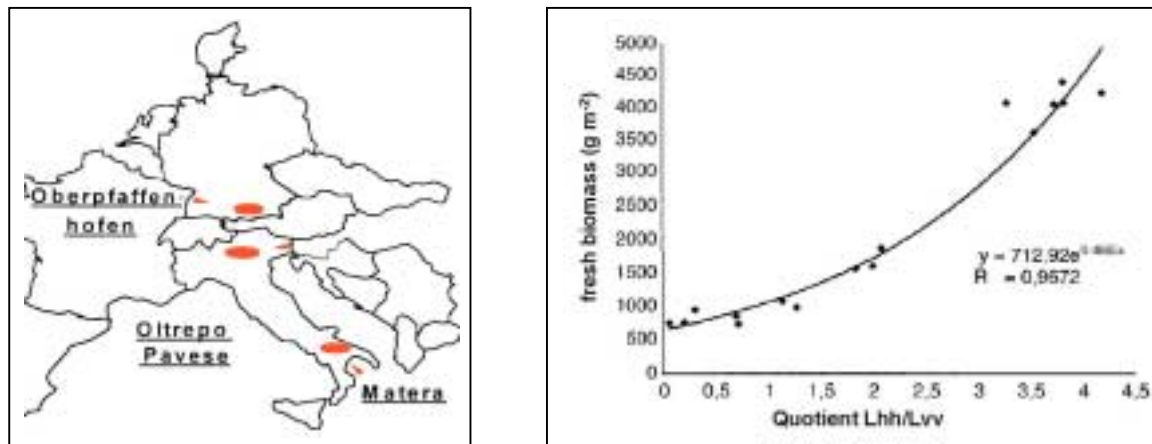 Oberpfaffen-
hofen
Oltrepo
Pavese
Matera
fresh biomass (g m⁻²)
5000
4500
4000
3500
3000
2500
2000
1500
1000
500
0
y = 712,92e
R = 0,9572
0 0,5 1 1,5 2 2,5 3 3,5 4 4,5
Quotient Lhh/Lvv